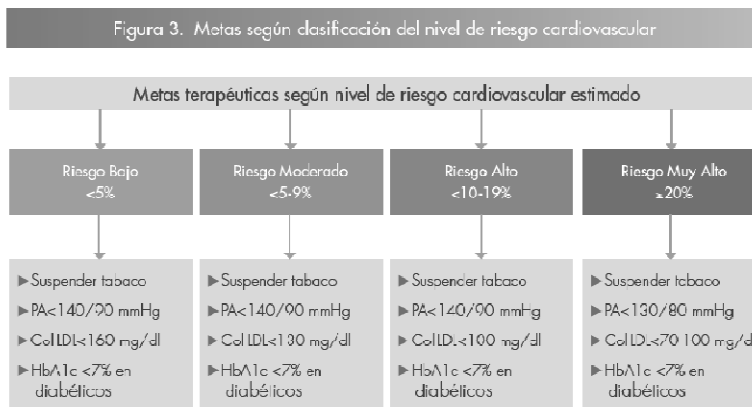 Figura 3. Metas según clasificación del nivel de riesgo cardiovascular
Metas terapéuticas según nivel de riesgo cardiovascular estimado
Riesgo Bajo
<5%
Suspender tabaco
PA<140/90 mmHg
Col LDL<160 mg/dl
HbA1c <7% en
diabéticos
Riesgo Moderado
<5-9%
Suspender tabaco
PA<140/90 mmHg
Col LDL<130 mg/dl
HbA1c <7% en
diabéticos
Riesgo Alto
<10-19%
Suspender tabaco
PA<140/90 mmHg
Col LDL<100 mg/dl
HbA1c <7% en
diabéticos
Riesgo Muy Alto
≥20%
Suspender tabaco
PA<130/80 mmHg
Col LDL<70 100 mg/d
HbA1c <7% en
diabéticos